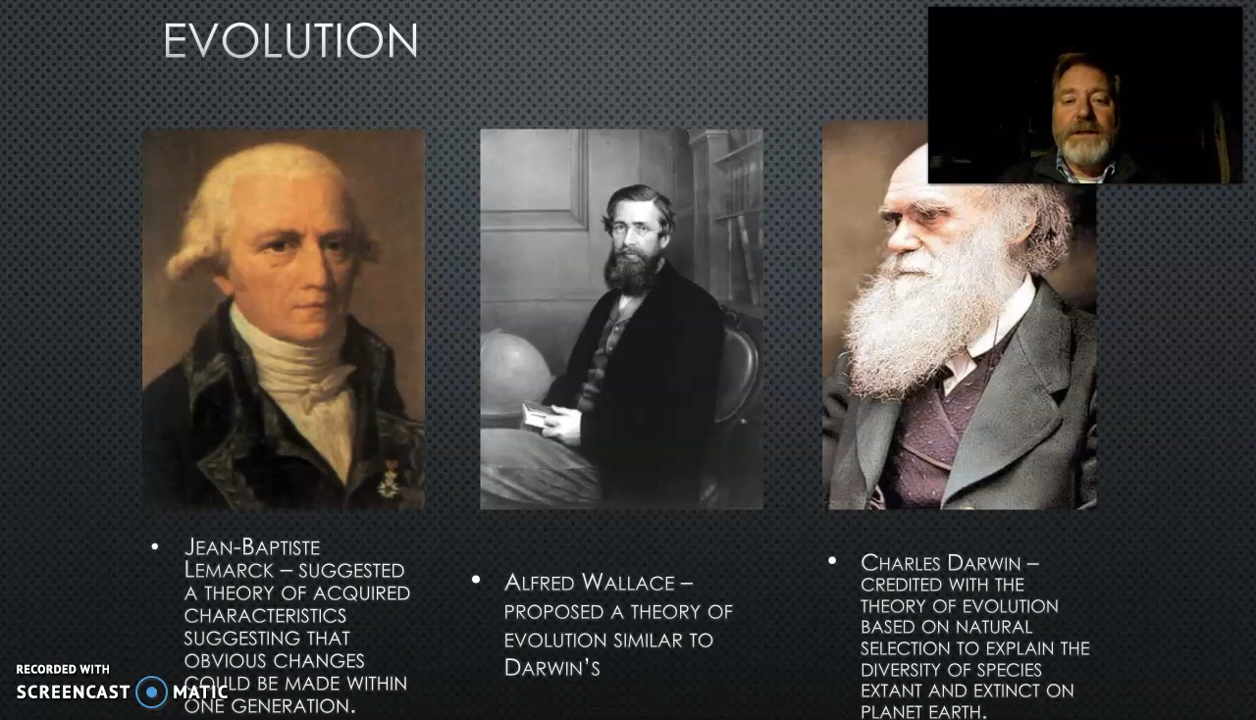 EVOLUTION
• JEAN-BAPTISTE
LEMARCK – SUGGESTED
A THEORY OF ACQUIRED
CHARACTERISTICS
SUGGESTING THAT
OBVIOUS CHANGES
COULD BE MADE WITHIN
ONE GENERATION.
• ALFRED WALLACE –
PROPOSED A THEORY OF
EVOLUTION SIMILAR TO
DARWIN'S
• CHARLES DARWIN –
CREDITED WITH THE
THEORY OF EVOLUTION
BASED ON NATURAL
SELECTION TO EXPLAIN THE
DIVERSITY OF SPECIES
EXTANT AND EXTINCT ON
PLANET EARTH.
RECORDED WITH
SCREENCAST MATIC